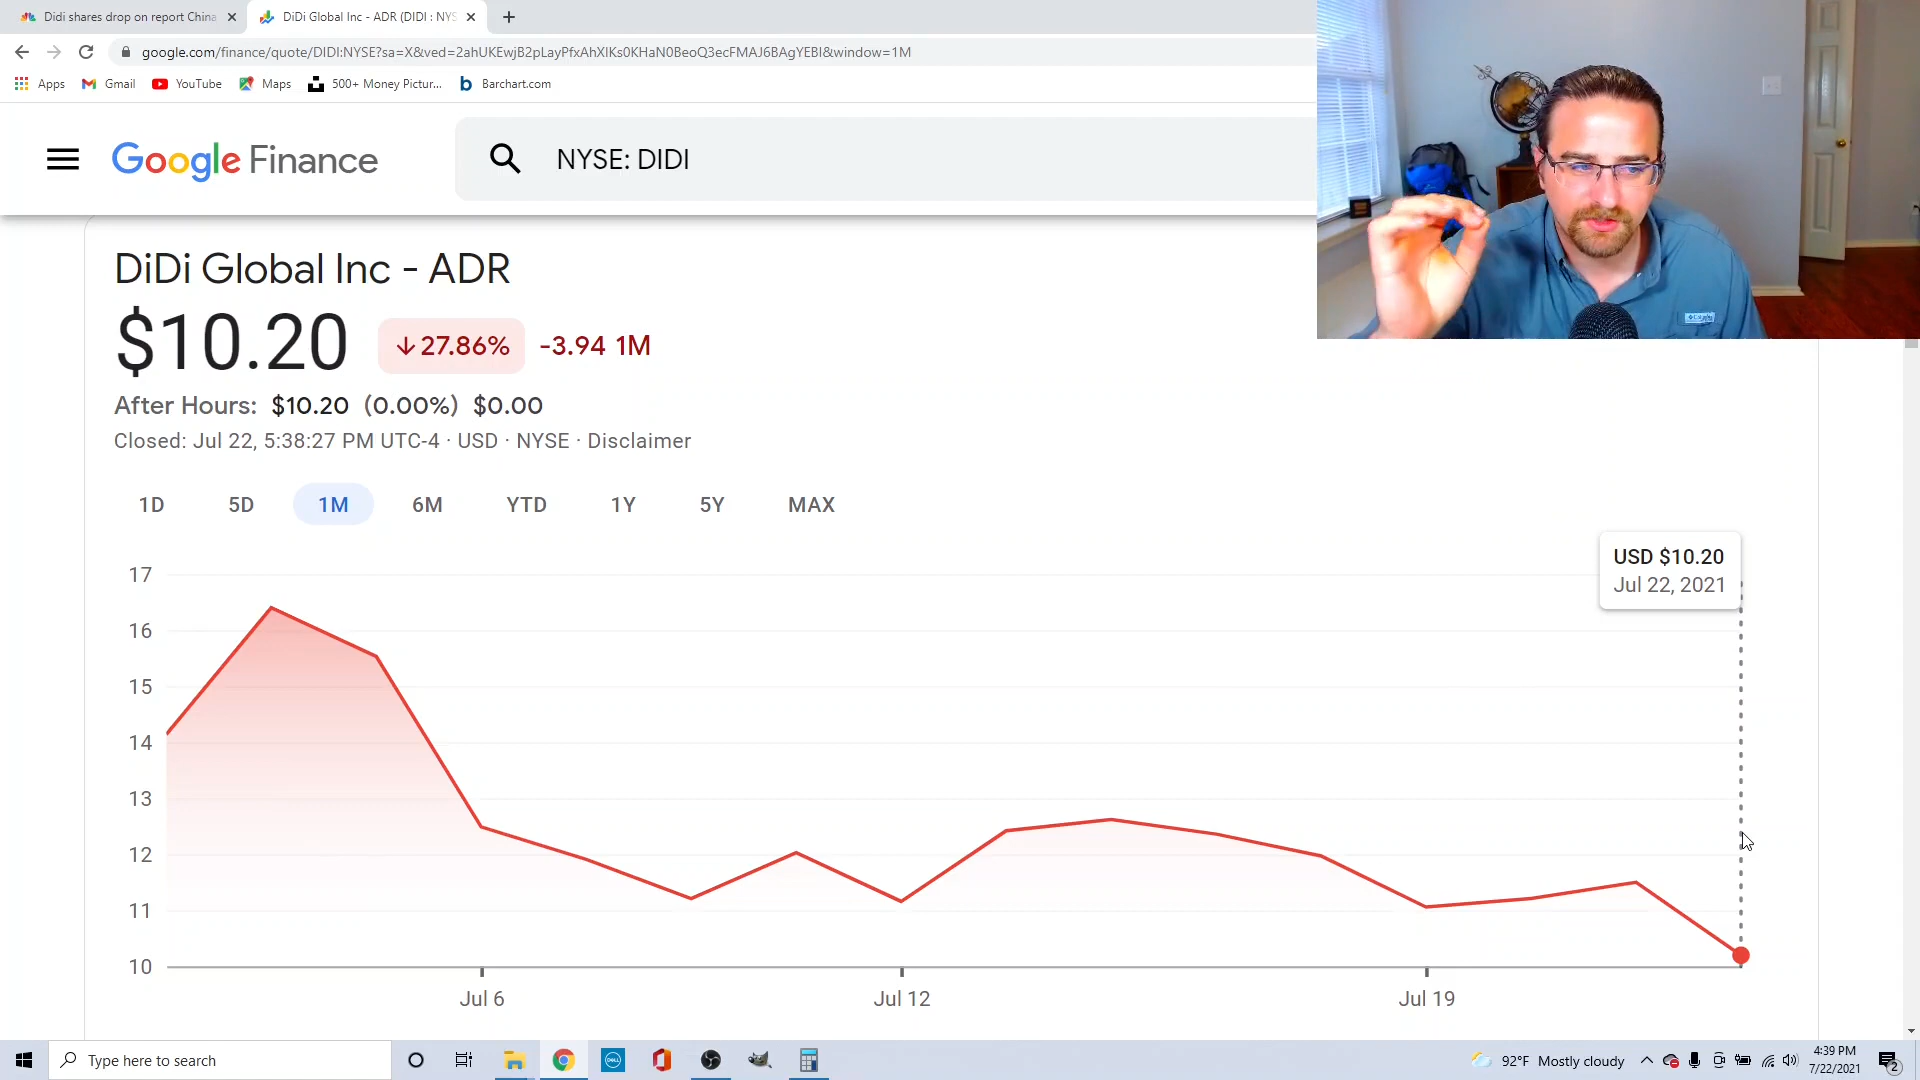 Didi shares drop on report China
DiDi Global Inc - ADR (DIDI : NYS
google.com/finance/quote/DIDI:NYSE?sa=X&ved=2ahUKEwjB2pLayPfxAhXIKs0KHaN0BeoQ3ecFMAJ6BAgYEBI&window=1M
Apps Gmail YouTube Maps 500+ Money Pictur... Barchart.com
Google Finance
NYSE: DIDI
DiDi Global Inc - ADR
$10.20 ↓27.86% -3.94 1M
After Hours: $10.20 (0.00%) $0.00
Closed: Jul 22, 5:38:27 PM UTC-4 · USD · NYSE · Disclaimer
1D 5D 1M 6M YTD 1Y 5Y MAX
USD $10.20
Jul 22, 2021
17
16
15
14
13
12
11
10
Jul 6 Jul 12 Jul 19
Type here to search
DELL
92°F Mostly cloudy
4:39 PM
7/22/2021
2